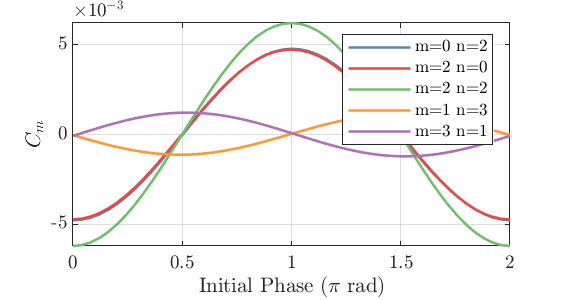 ×10⁻³
5
0
-5
C_m
m=0 n=2
m=2 n=0
m=2 n=2
m=1 n=3
m=3 n=1
0 0.5 1 1.5 2
Initial Phase (π rad)